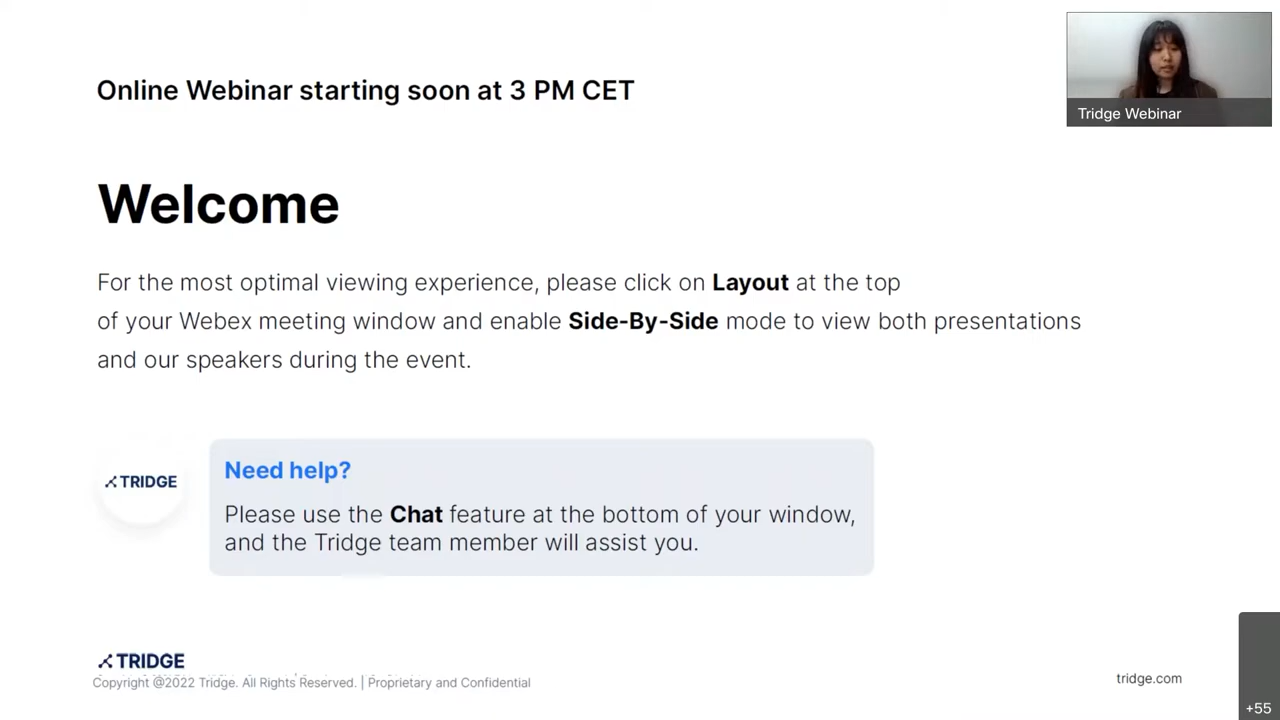 Online Webinar starting soon at 3 PM CET
Tridge Webinar
Welcome
For the most optimal viewing experience, please click on Layout at the top
of your Webex meeting window and enable Side-By-Side mode to view both presentations
and our speakers during the event.
TRIDGE
Need help?
Please use the Chat feature at the bottom of your window,
and the Tridge team member will assist you.
TRIDGE
Copyright @2022 Tridge. All Rights Reserved. | Proprietary and Confidential
tridge.com
+55